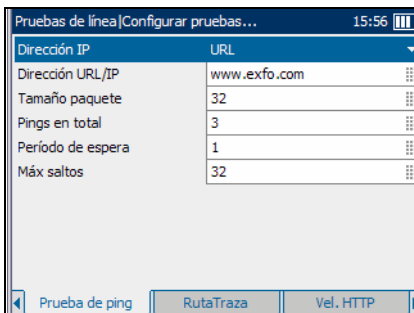 Pruebas de línea|Configurar pruebas... 15:56
Dirección IP URL
Dirección URL/IP www.exfo.com
Tamaño paquete 32
Pings en total 3
Período de espera 1
Máx saltos 32
Prueba de ping RutaTraza Vel. HTTP